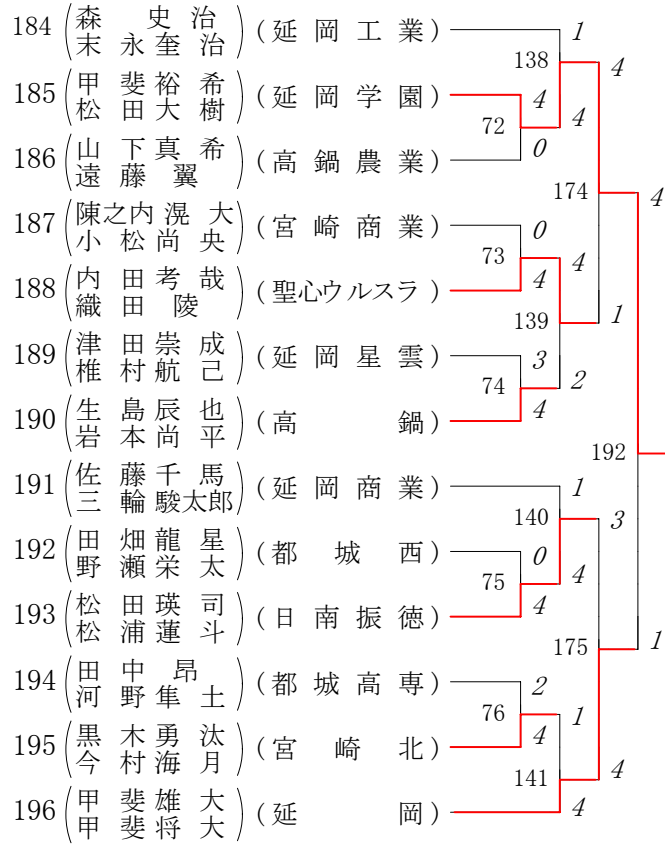 184 (森 史治 末永奎治) (延岡工業)
185 (甲斐裕希 松田大樹) (延岡学園)
186 (山下真希 遠藤翼) (高鍋農業)
187 (陳之内滉大 小松尚央) (宮崎商業)
188 (内田考哉 織田陵) (聖心ウルスラ)
189 (津田崇成 椎村航己) (延岡星雲)
190 (生島辰也 岩本尚平) (高鍋)
191 (佐藤千馬 三輪駿太郎) (延岡商業)
192 (田畑龍星 野瀬栄太) (都城西)
193 (松田瑛司 松浦蓮斗) (日南振徳)
194 (田中昂 河野隼土) (都城高専)
195 (黒木勇汰 今村海月) (宮崎北)
196 (甲斐雄大 甲斐将大) (延岡)
1
138
4
4
72
4
0
174
4
0
73
4
4
139
1
3
74
2
4
192
1
140
3
0
75
4
4
175
1
2
76
1
4
141
4
4